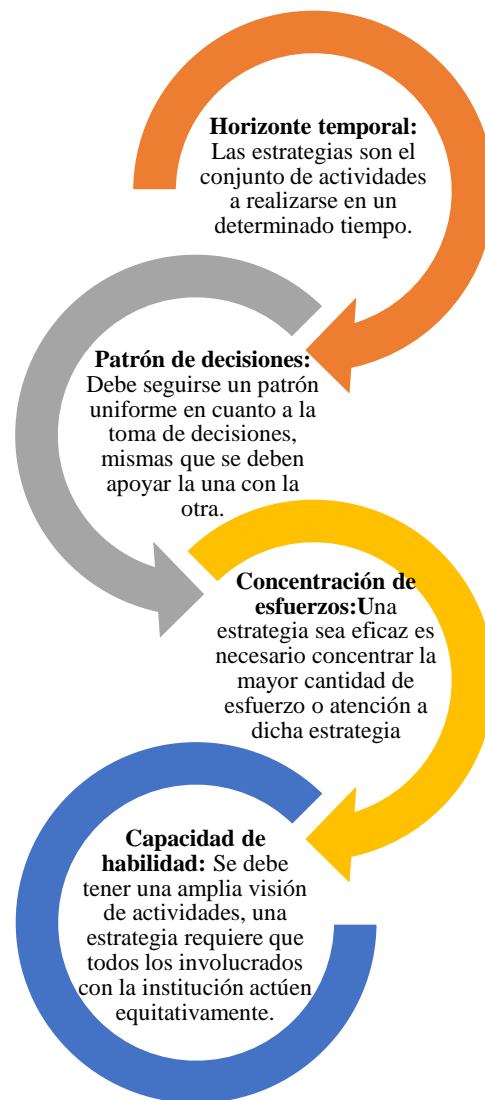 Horizonte temporal:
Las estrategias son el
conjunto de actividades
a realizarse en un
determinado tiempo.
Patrón de decisiones:
Debe seguirse un patrón
uniforme en cuanto a la
toma de decisiones,
mismas que se deben
apoyar la una con la
otra.
Concentración de
esfuerzos:Una
estrategia sea eficaz es
necesario concentrar la
mayor cantidad de
esfuerzo o atención a
dicha estrategia
Capacidad de
habilidad: Se debe
tener una amplia visión
de actividades, una
estrategia requiere que
todos los involucrados
con la institución actúen
equitativamente.